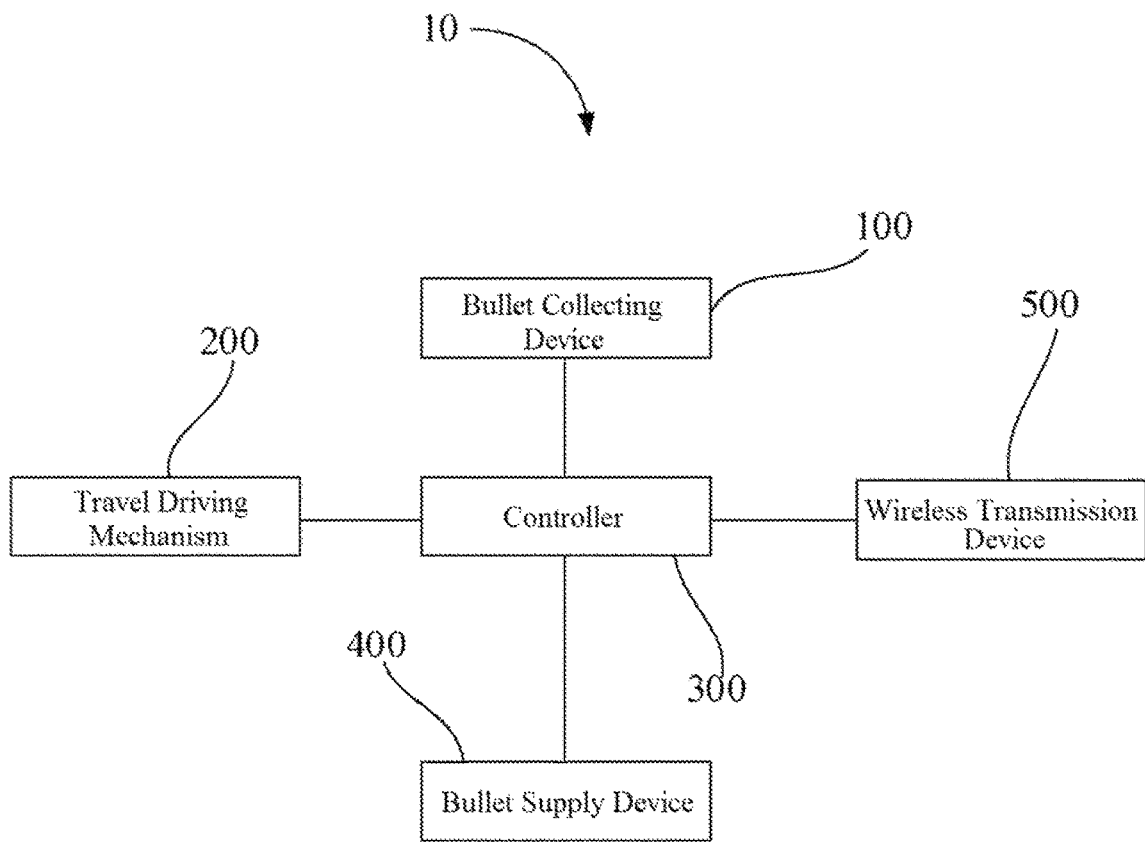 10
100
Bullet Collecting
Device
500
200
Travel Driving
Mechanism
Controller
Wireless Transmission
Device
400
300
Bullet Supply Device